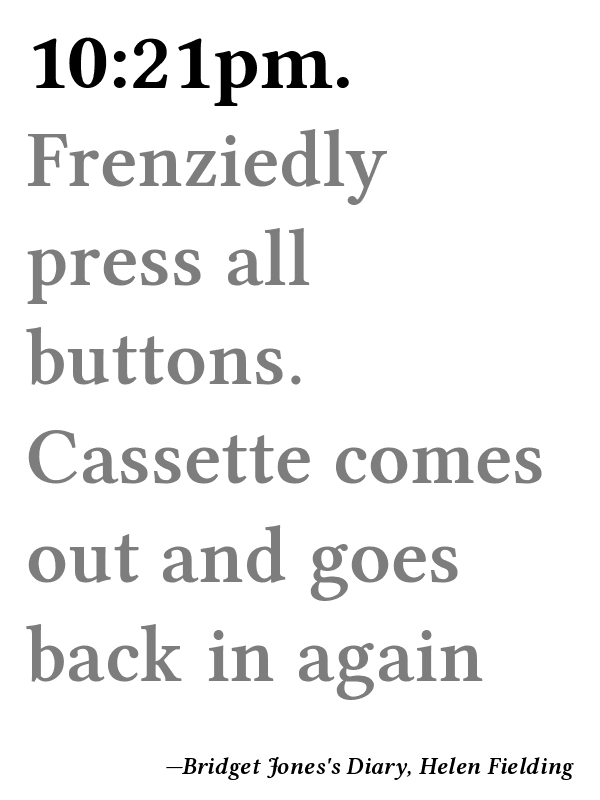 10:21pm.
Frenziedly
press all
buttons.
Cassette comes
out and goes
back in again
—Bridget Jones's Diary, Helen Fielding